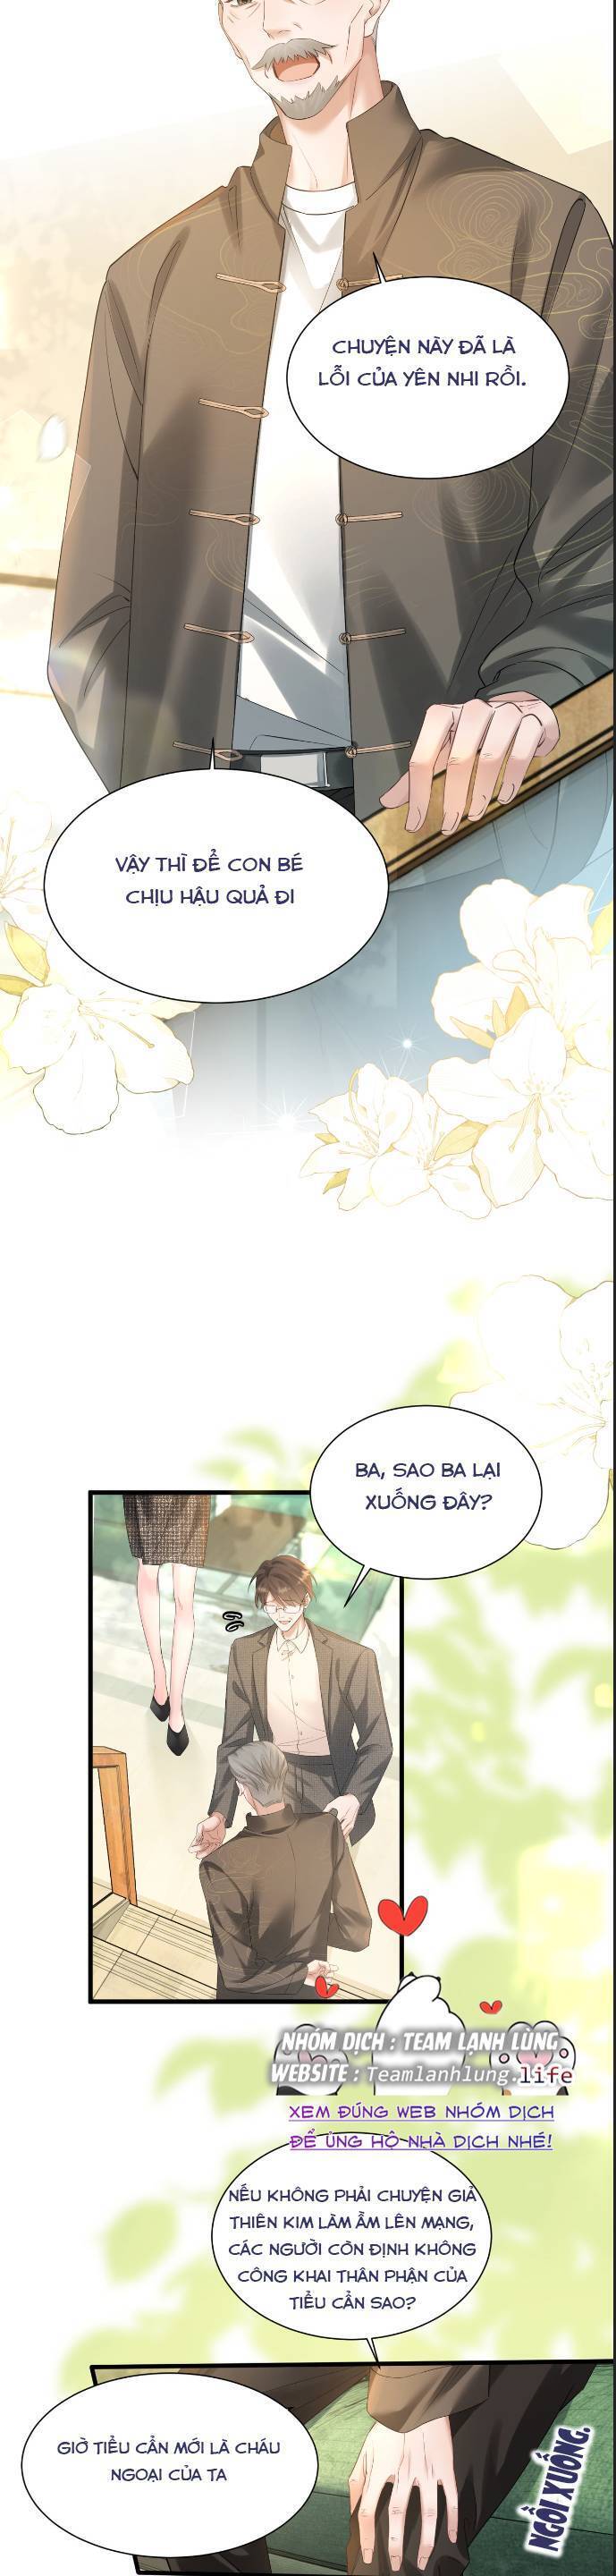 CHUYỆN NÀY ĐÃ LÀ
LỖI CỦA YÊN NHI RỒI.
VẬY THÌ ĐỂ CON BÉ
CHỊU HẬU QUẢ ĐI
BA, SAO BA LẠI
XUỐNG ĐÂY?
NHÓM DỊCH : TEAM LẠNH LÙNG
WEBSITE : Teamlanhlung.life
XEM ĐÚNG WEB NHÓM DỊCH
ĐỂ ỦNG HỘ NHÀ DỊCH NHÉ!
NẾU KHÔNG PHẢI CHUYỆN GIẢ
THIÊN KIM LÀM ẦM LÊN MẠNG,
CÁC NGƯỜI CÒN ĐỊNH KHÔNG
CÔNG KHAI THÂN PHẬN CỦA
TIỂU CẨN SAO?
GIỜ TIỂU CẨN MỚI LÀ CHÁU
NGOẠI CỦA TA
NGỒI XUỐNG.